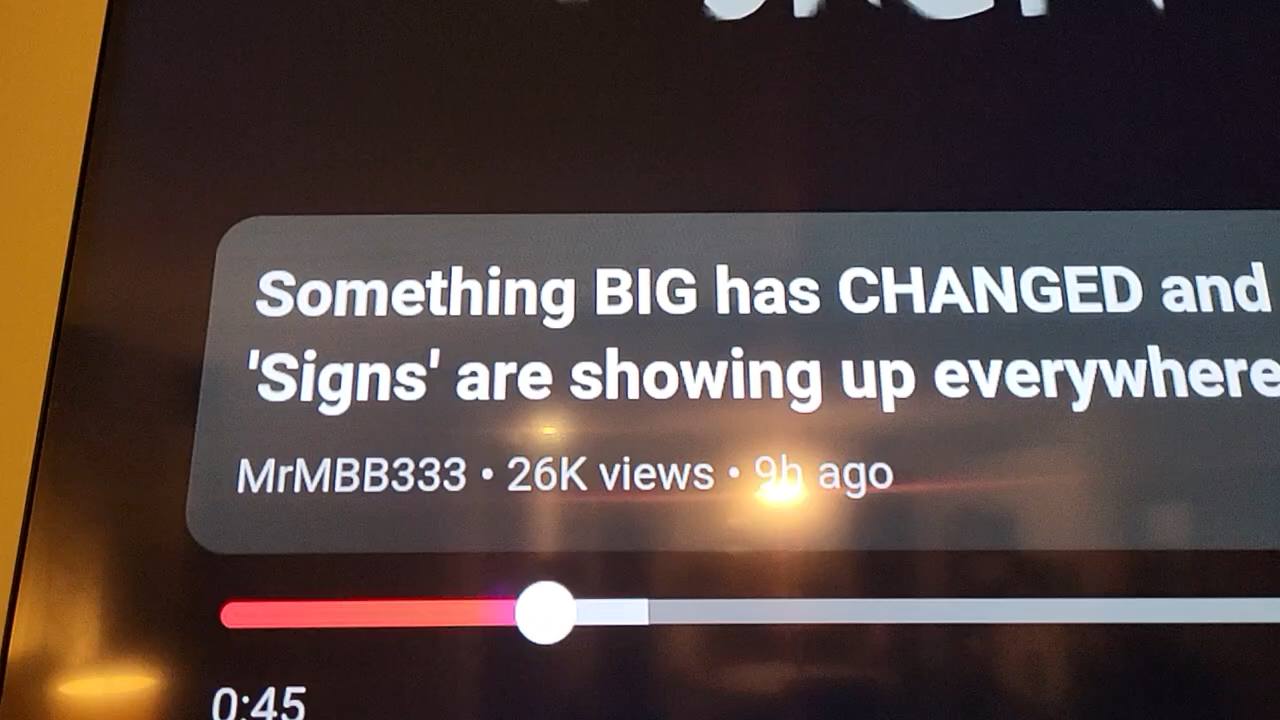 Something BIG has CHANGED and
'Signs' are showing up everywhere
MrMBB333 • 26K views • 9h ago
0:45